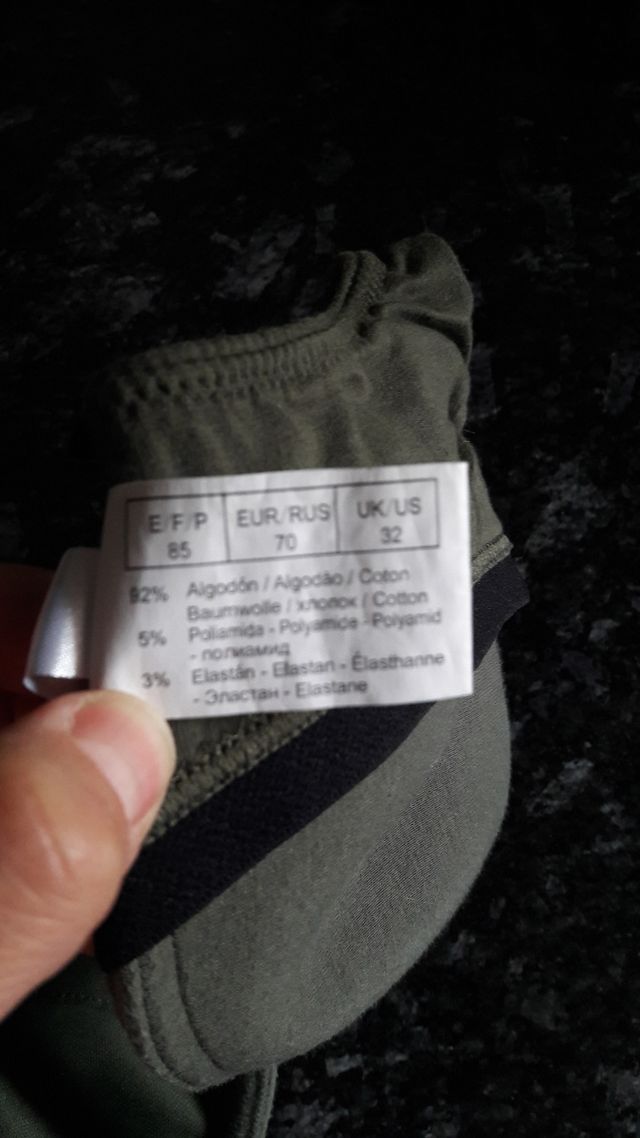 E/F/P EUR/RUS UK/US
85 70 32
92% Algodón / Algodão / Coton
Baumwolle / хлопок / Cotton
5% Poliamida - Polyamide - Polyamid
- полиамид
3% Elastán - Elastan - Élasthanne
- Эластан - Elastane